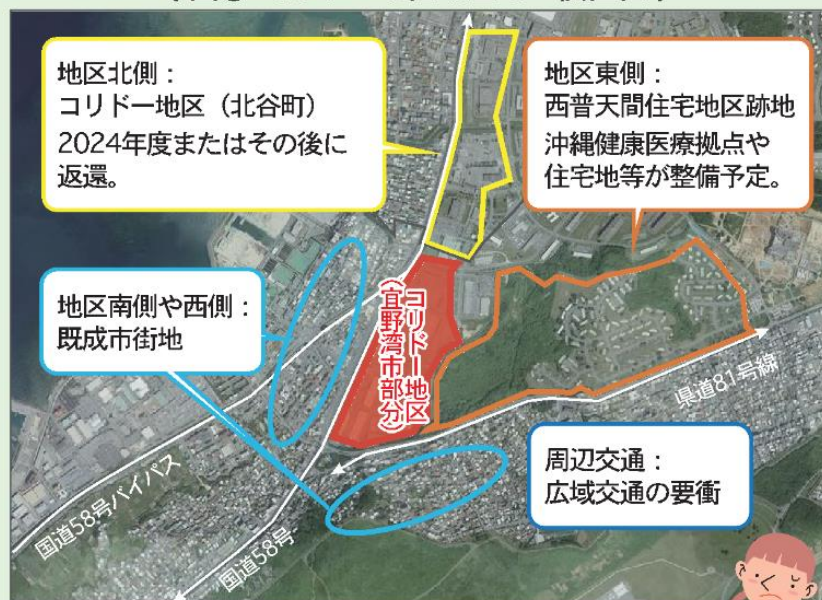 地区北側：
コリドー地区（北谷町）
2024年度またはその後に
返還。
地区東側：
西普天間住宅地区跡地
沖縄健康医療拠点や
住宅地等が整備予定。
地区南側や西側：
既成市街地
コリドー地区
（宜野湾市部分）
県道81号線
周辺交通：
広域交通の要衝
国道58号バイパス
国道58号